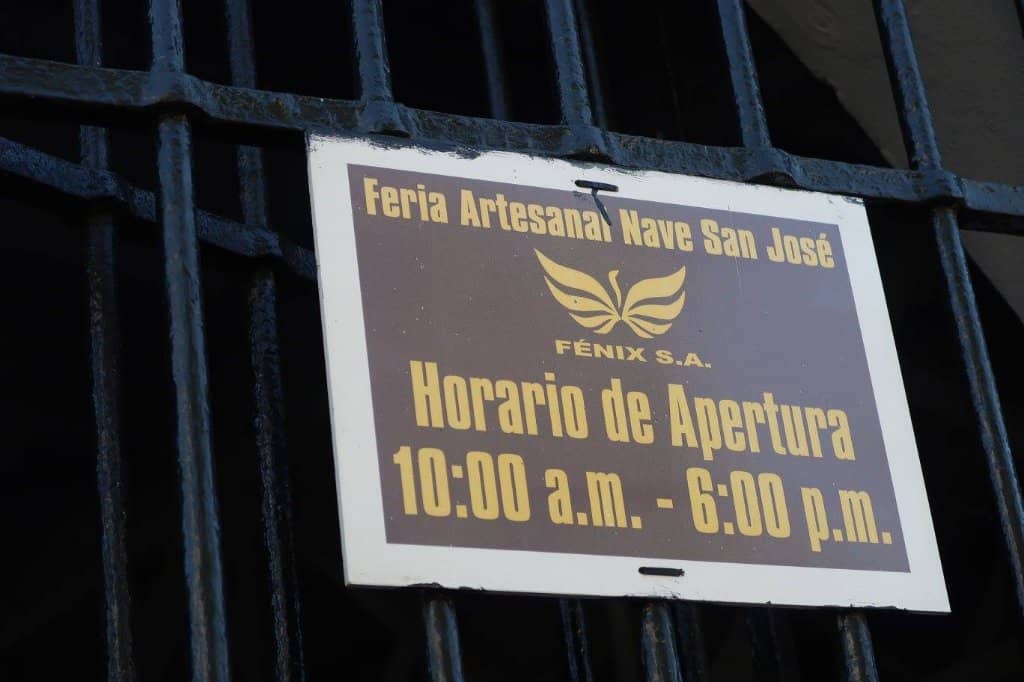 Feria Artesanal Nave San José
FÉNIX S.A.
Horario de Apertura
10:00 a.m. - 6:00 p.m.